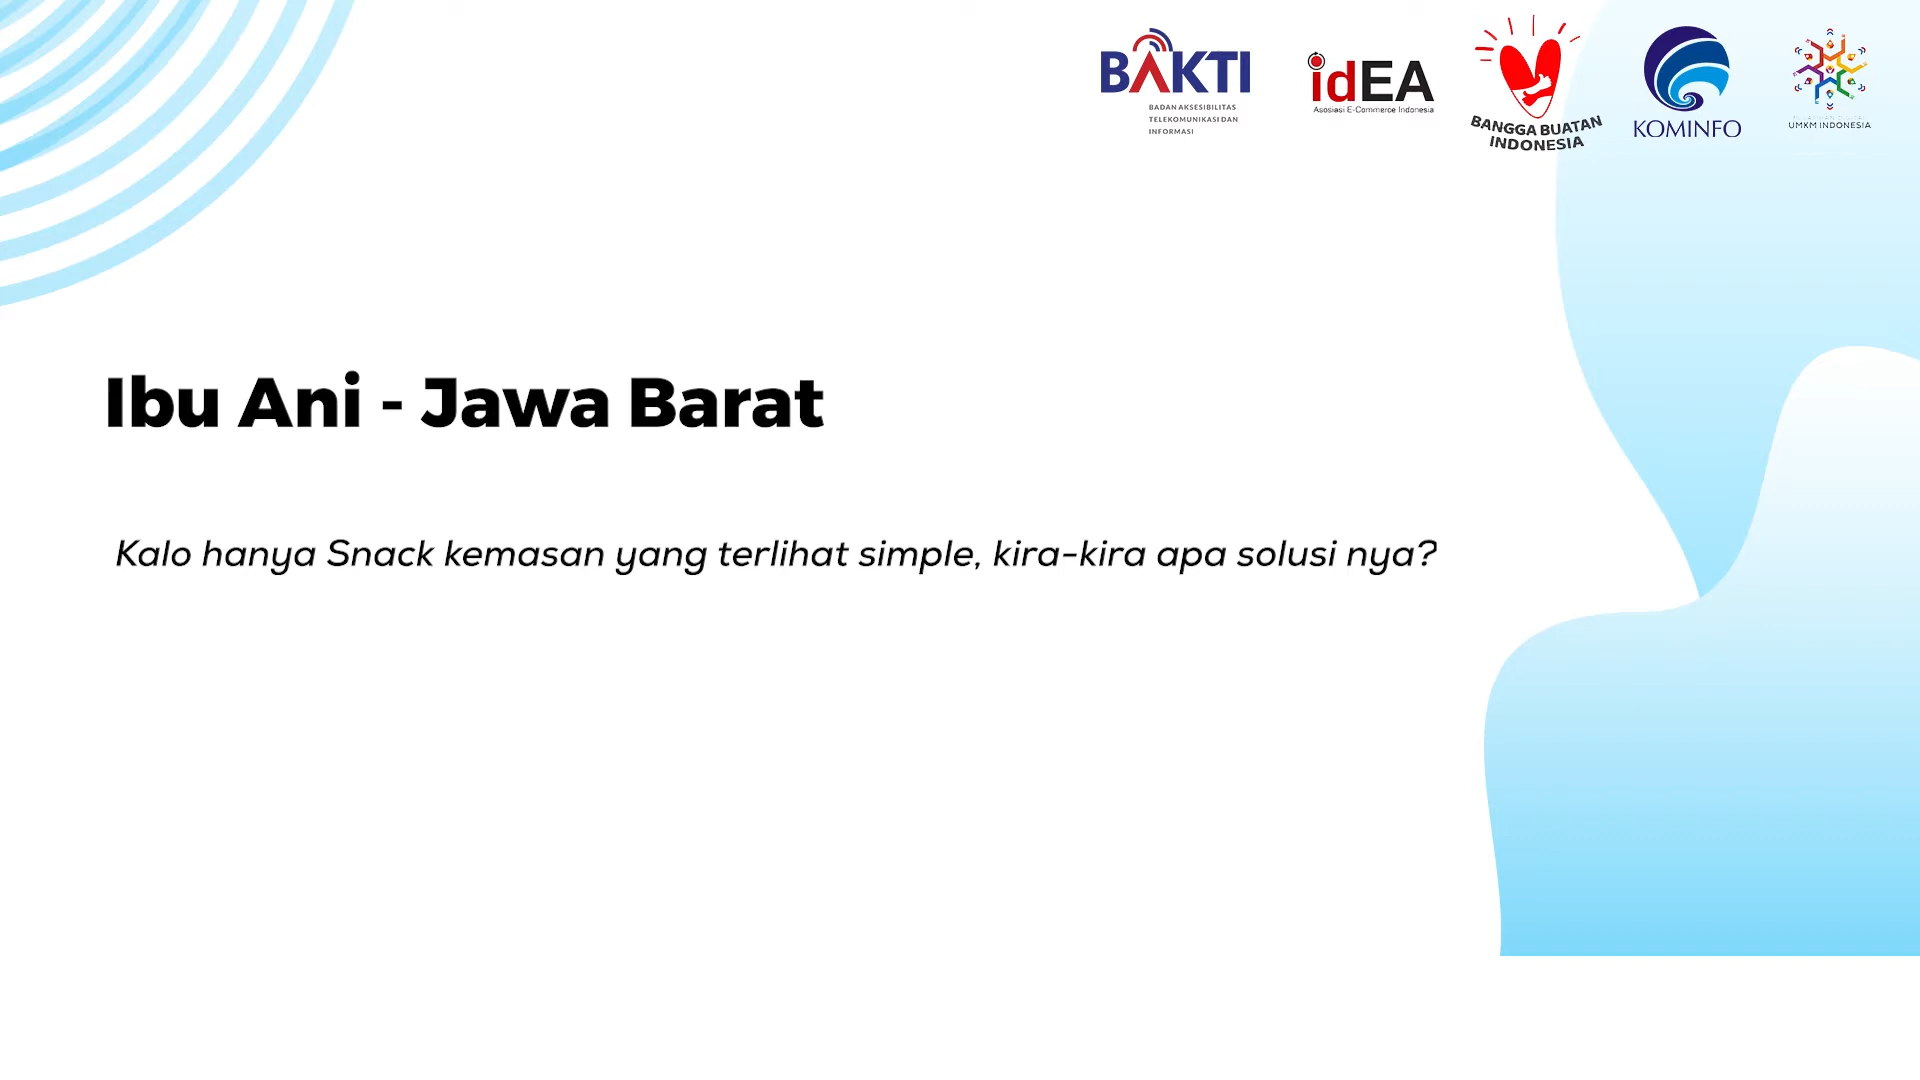 BAKTI
BADAN AKSESIBILITAS
TELEKOMUNIKASI DAN
INFORMASI
idEA
Asosiasi E-Commerce Indonesia
BANGGA BUATAN
INDONESIA
KOMINFO
UMKM INDONESIA
Ibu Ani - Jawa Barat
Kalo hanya Snack kemasan yang terlihat simple, kira-kira apa solusi nya?